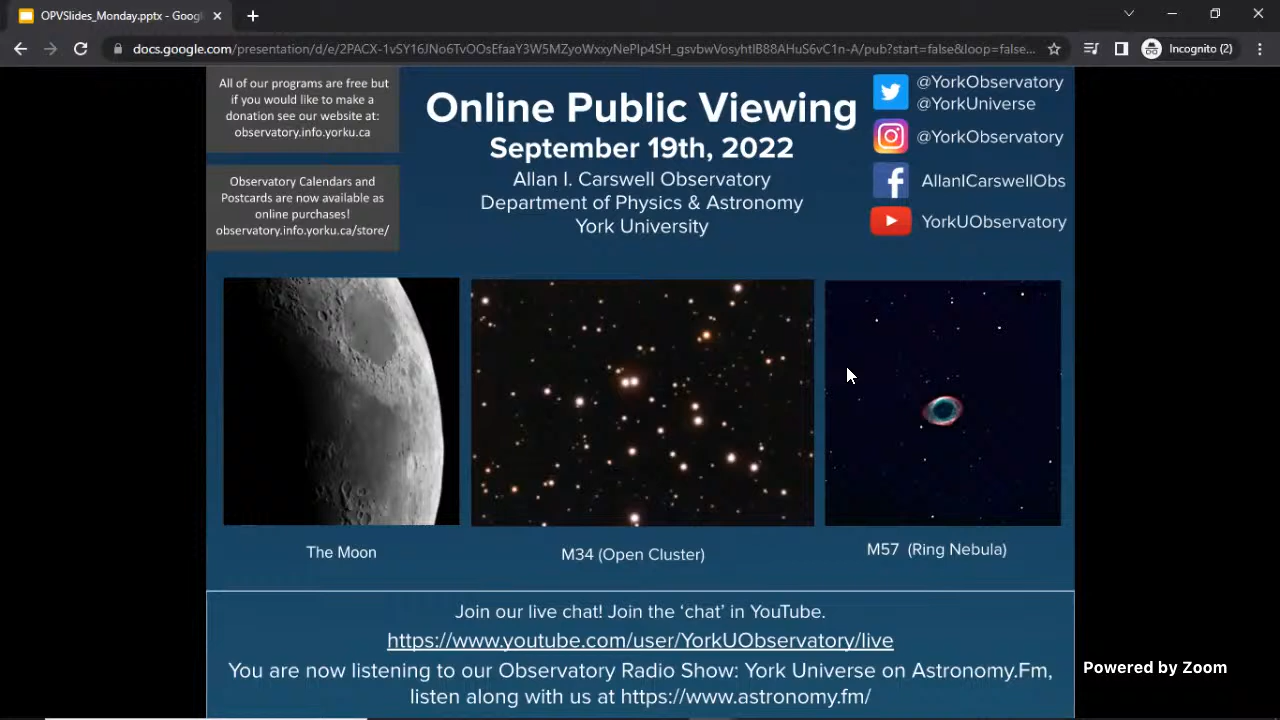 OPVSlides_Monday.pptx - Goog
docs.google.com/presentation/d/e/2PACX-1vSY16JNo6TvOOsEfaaY3W5MZyoWxxyNePlp4SH_gsvbwVosyhtlB88AHuS6vC1n-A/pub?start=false&loop=false...
Incognito (2)
All of our programs are free but
if you would like to make a
donation see our website at:
observatory.info.yorku.ca
Observatory Calendars and
Postcards are now available as
online purchases!
observatory.info.yorku.ca/store/
Online Public Viewing
September 19th, 2022
Allan I. Carswell Observatory
Department of Physics & Astronomy
York University
@YorkObservatory
@YorkUniverse
@YorkObservatory
AllanICarswellObs
YorkUObservatory
The Moon
M34 (Open Cluster)
M57 (Ring Nebula)
Join our live chat! Join the ‘chat’ in YouTube.
https://www.youtube.com/user/YorkUObservatory/live
You are now listening to our Observatory Radio Show: York Universe on Astronomy.Fm,
listen along with us at https://www.astronomy.fm/
Powered by Zoom